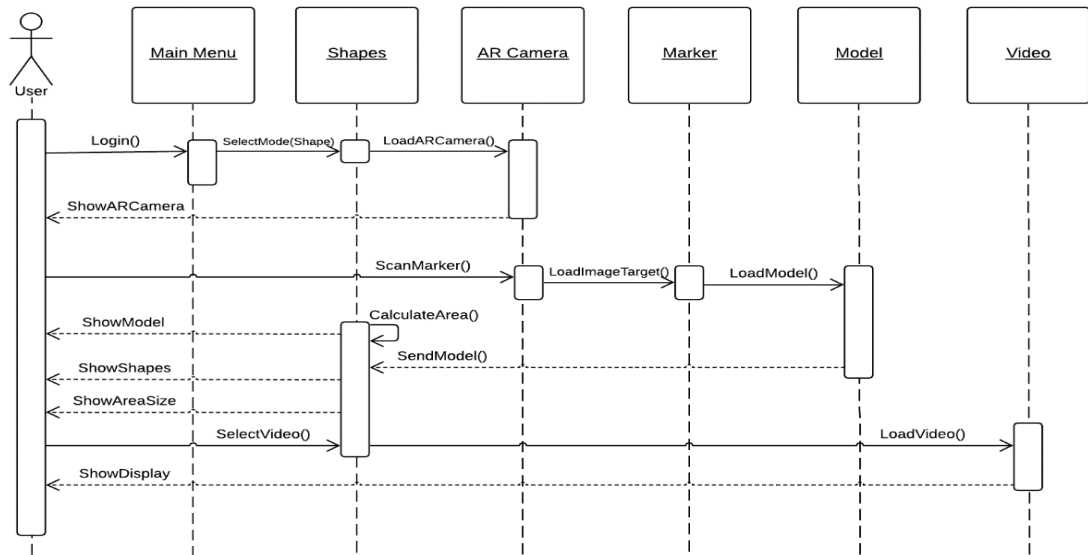 Main Menu
Shapes
AR Camera
Marker
Model
Video
User
Login()
SelectMode(Shape)
LoadARCamera()
ShowARCamera
ScanMarker()
LoadImageTarget()
LoadModel()
CalculateArea()
ShowModel
SendModel()
ShowShapes
ShowAreaSize
SelectVideo()
LoadVideo()
ShowDisplay